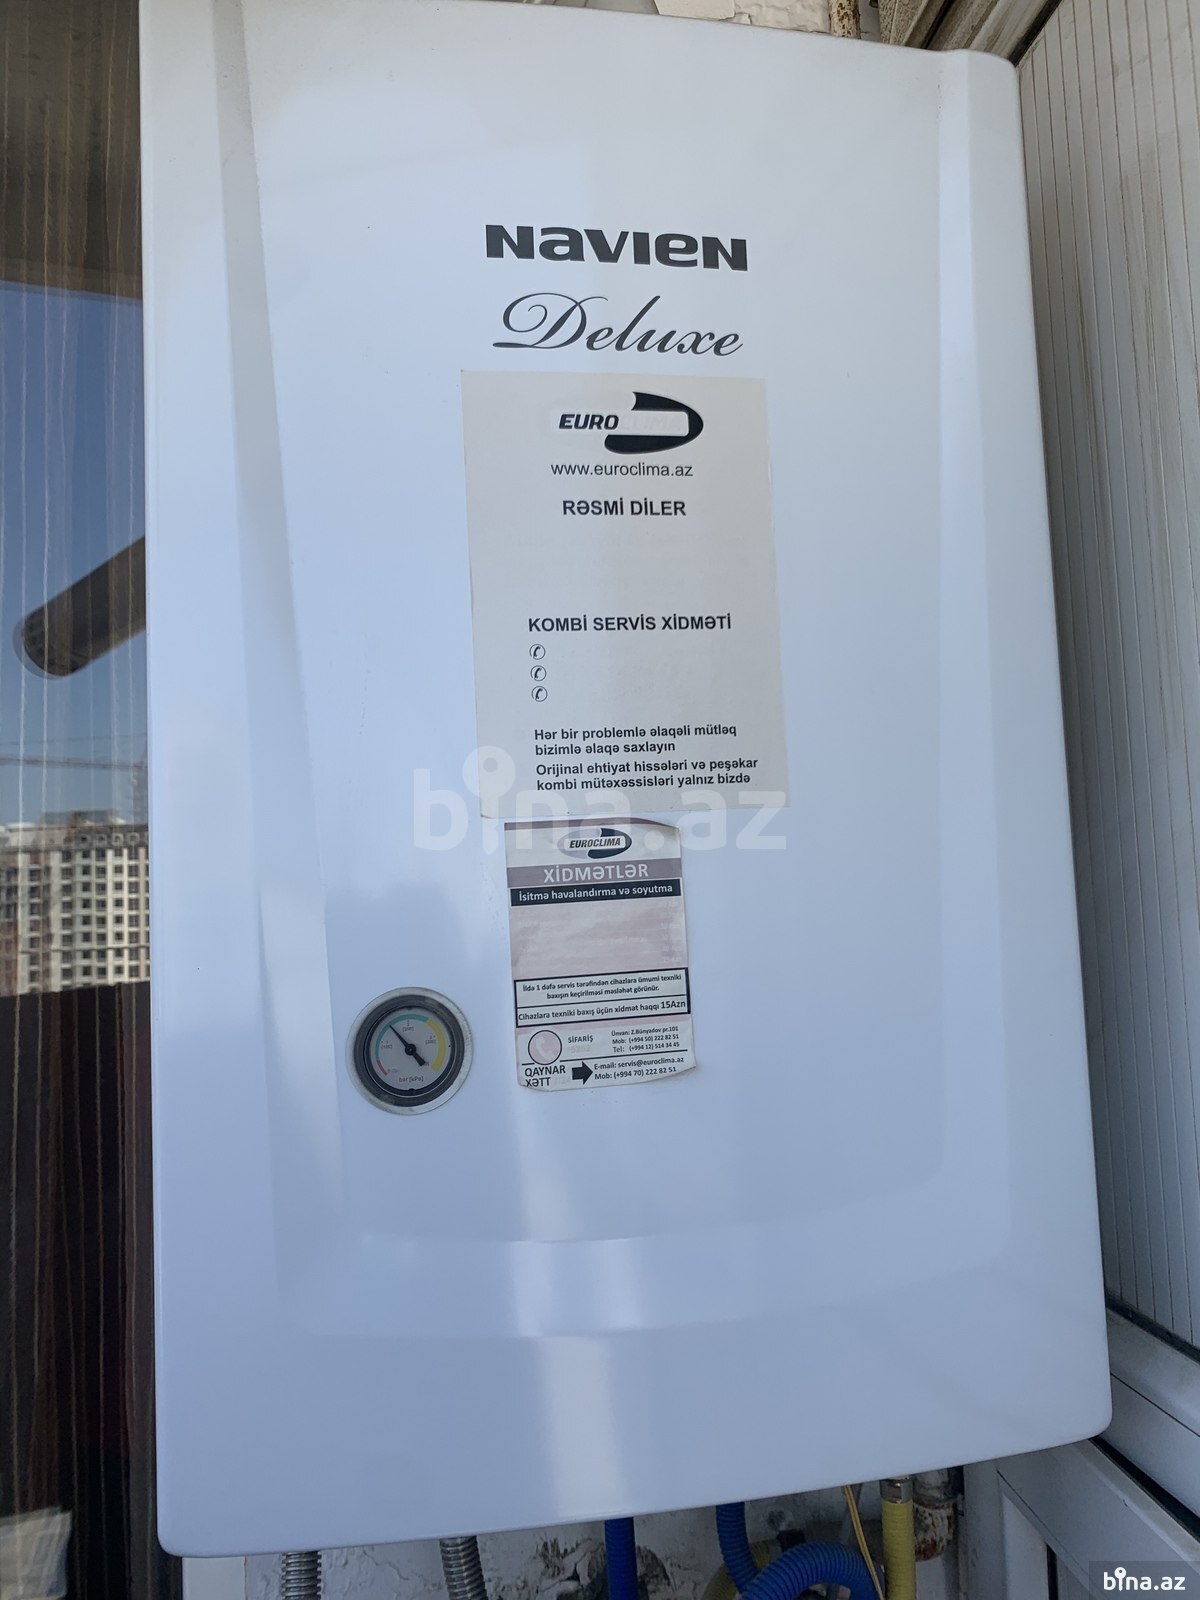 NAVIEN
Deluxe
EURO
www.euroclima.az
RƏSMİ DİLER
KOMBİ SERVİS XİDMƏTİ
Hər bir problemlə əlaqəli mütləq
bizimlə əlaqə saxlayın
Orijinal ehtiyat hissələri və peşəkar
kombi mütəxəssisləri yalnız bizdə
bina.az
EUROCLIMA
XİDMƏTLƏR
İsitmə havalandırma və soyutma
İldə 1 dəfə servis tərəfindən cihazlara ümumi texniki
baxışın keçirilməsi məsləhət görünür.
Cihazlara texniki baxış üçün xidmət haqqı 15Azn
SİFARİŞ
Ünvan: Z.Bünyadov pr.101
Mob: (+994 50) 222 82 51
Tel: (+994 12) 514 34 45
QAYNAR
XƏTT
E-mail: servis@euroclima.az
Mob: (+994 70) 222 82 51
bar [kPa]
bina.az